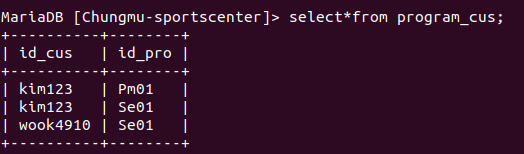 MariaDB [Chungmu-sportscenter]> select*from program_cus;
+----------+--------+
| id_cus   | id_pro |
+----------+--------+
| kim123   | Pm01   |
| kim123   | Se01   |
| wook4910 | Se01   |
+----------+--------+